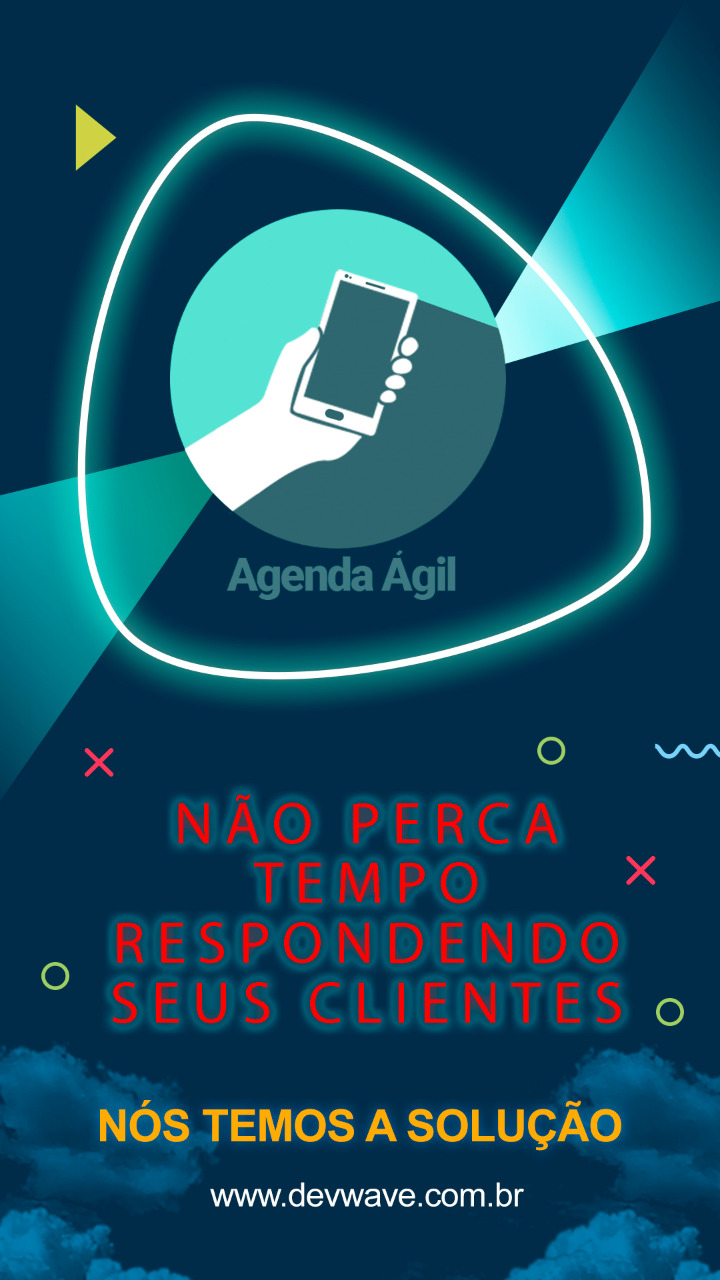 Agenda Ágil
NÃO PERCA
TEMPO
RESPONDENDO
SEUS CLIENTES
NÓS TEMOS A SOLUÇÃO
www.devwave.com.br